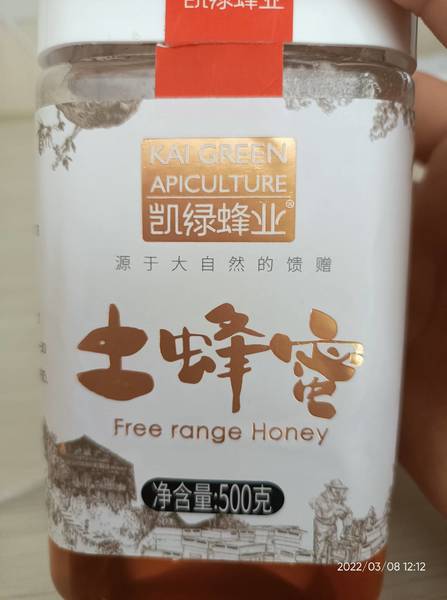 凯绿蜂业
KAI GREEN
APICULTURE
凯绿蜂业®
源于大自然的馈赠
土蜂蜜
Free range Honey
净含量:500克
2022/03/08 12:12